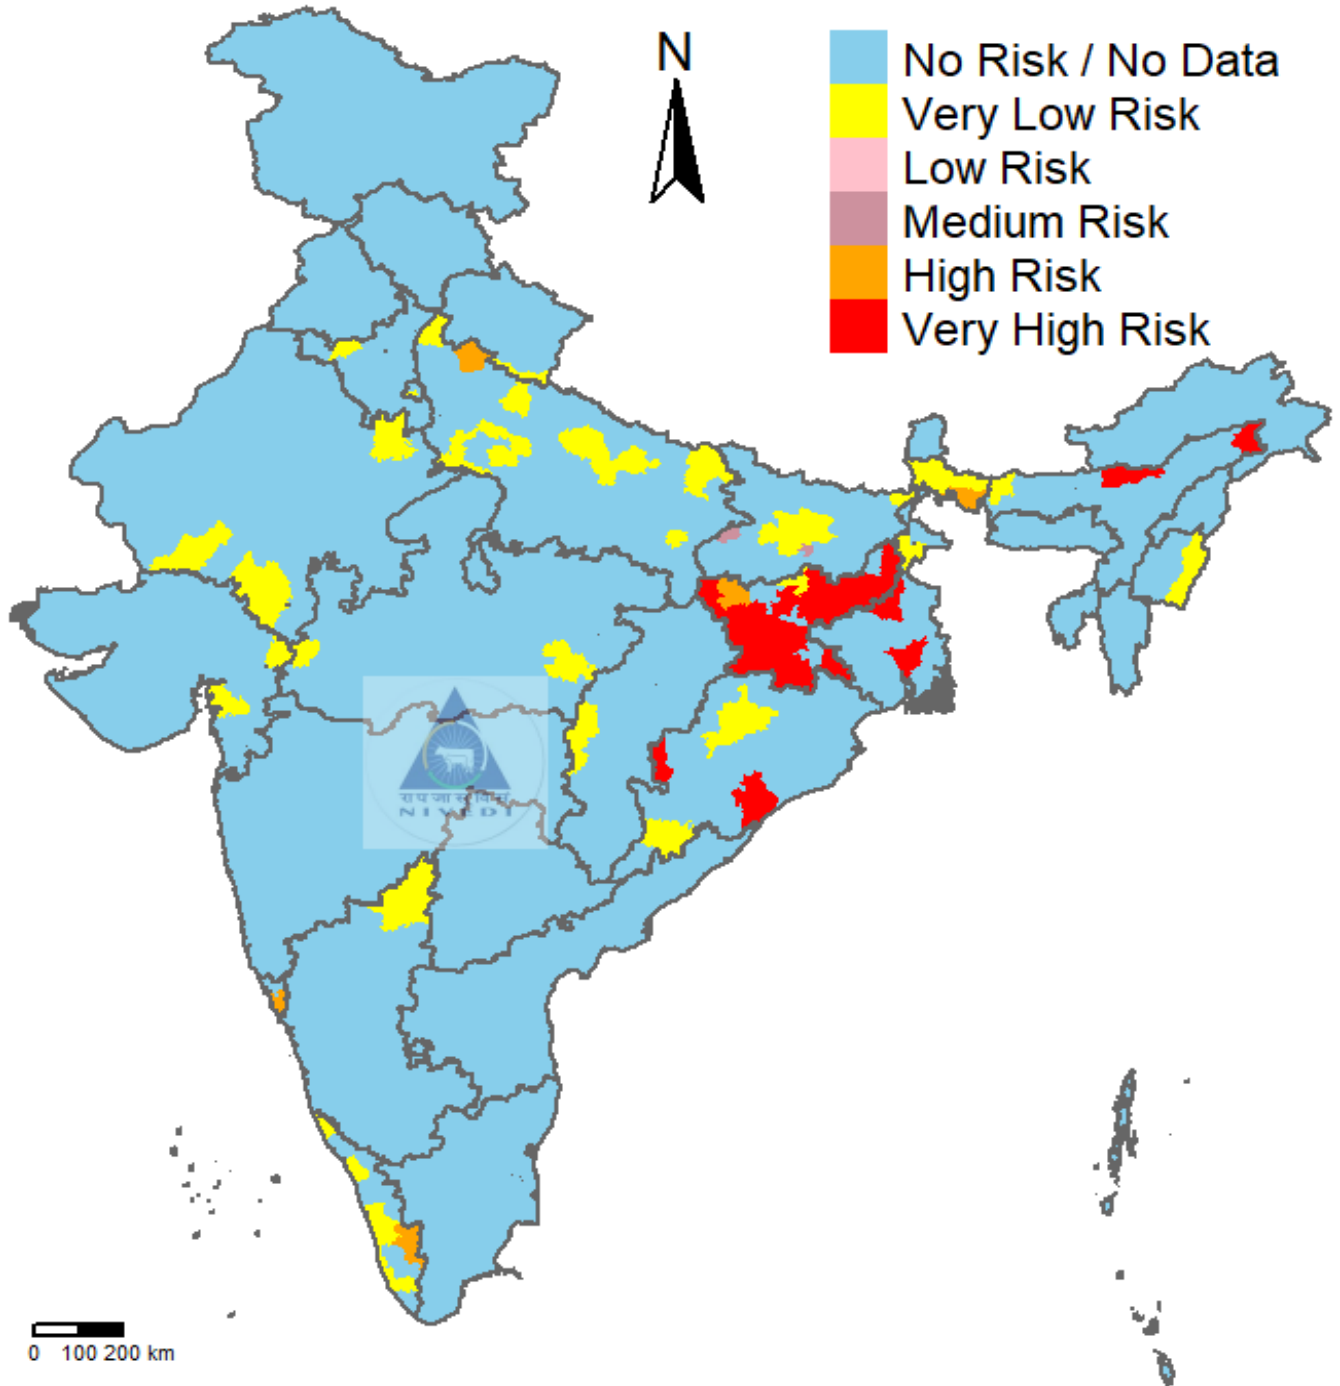 N
No Risk / No Data
Very Low Risk
Low Risk
Medium Risk
High Risk
Very High Risk
NIVEDI
0 100 200 km